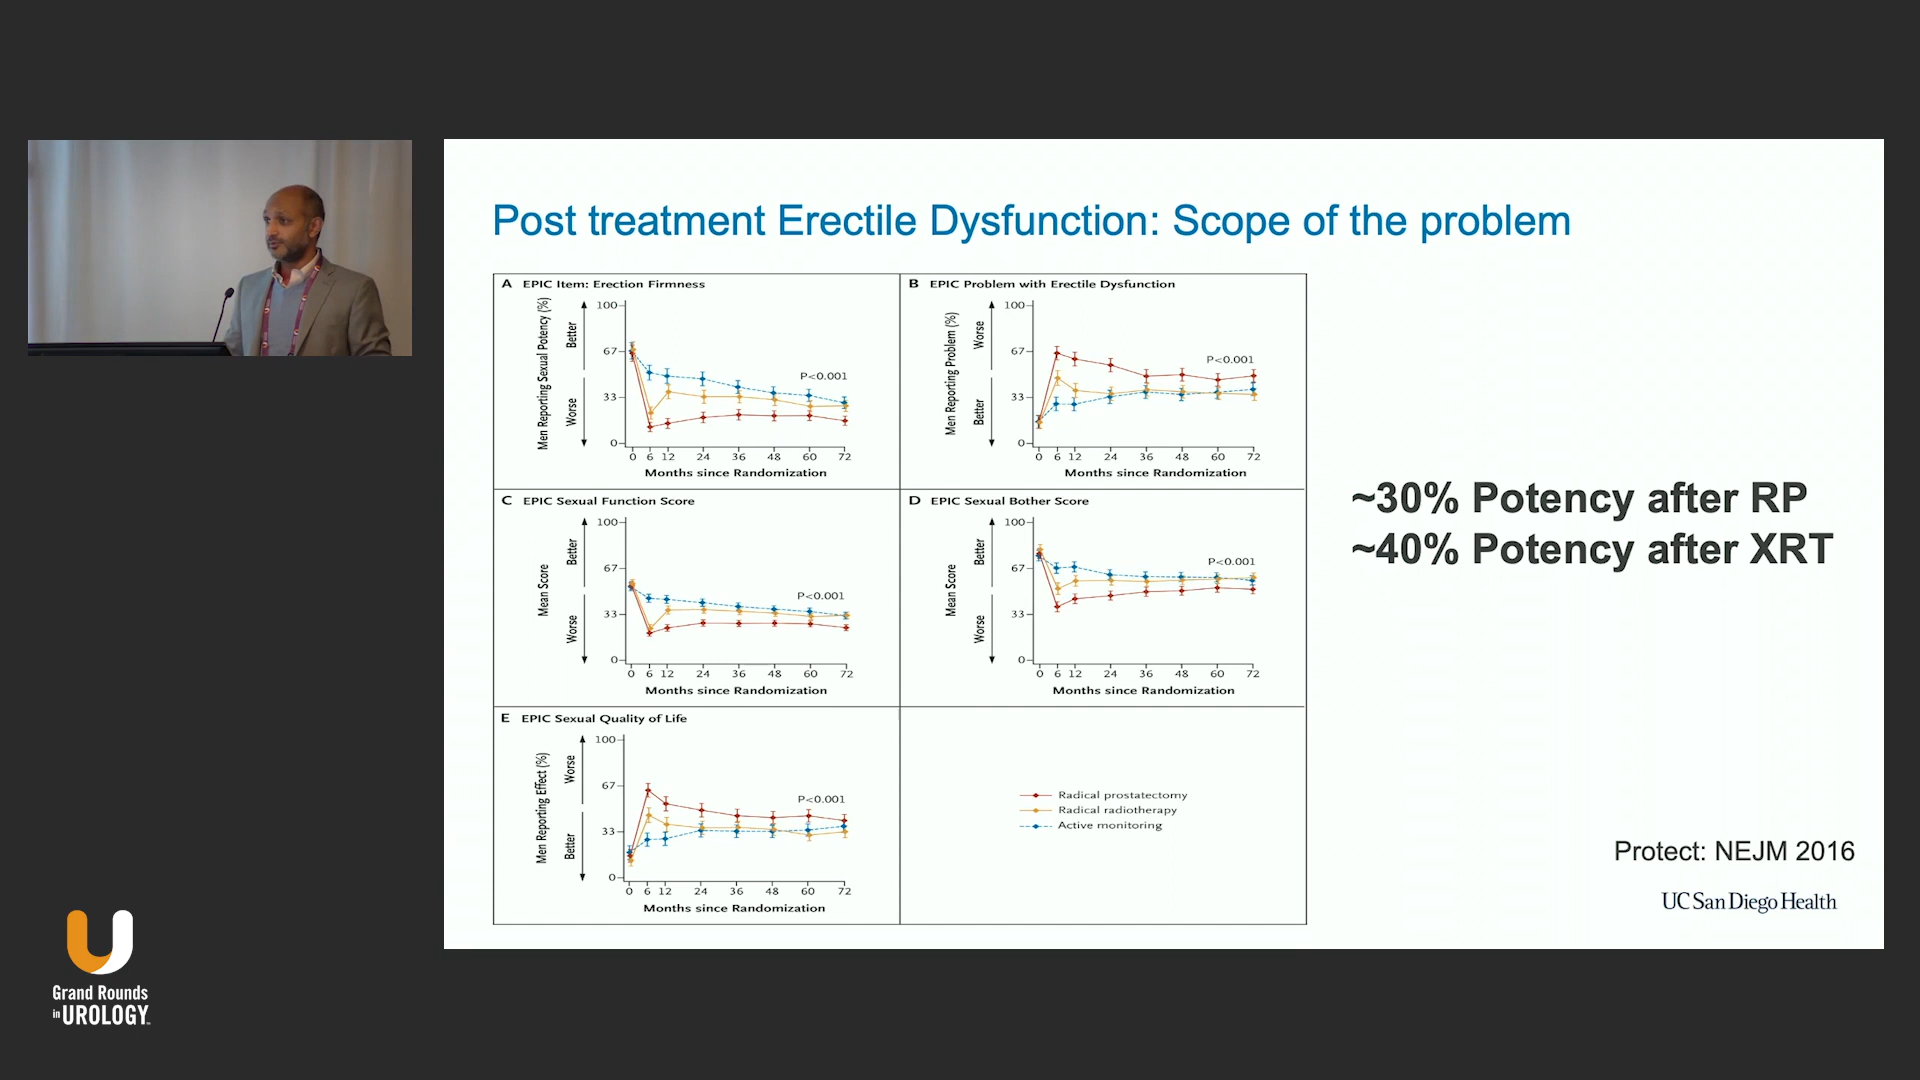 Post treatment Erectile Dysfunction: Scope of the problem
A EPIC Item: Erection Firmness
Men Reporting Sexual Potency (%)
Better
Worse
100
67
33
0
P<0.001
0 6 12 24 36 48 60 72
Months since Randomization
B EPIC Problem with Erectile Dysfunction
Men Reporting Problem (%)
Worse
Better
100
67
33
0
P<0.001
0 6 12 24 36 48 60 72
Months since Randomization
C EPIC Sexual Function Score
Mean Score
Better
Worse
100
67
33
0
P<0.001
0 6 12 24 36 48 60 72
Months since Randomization
D EPIC Sexual Bother Score
Mean Score
Better
Worse
100
67
33
0
P<0.001
0 6 12 24 36 48 60 72
Months since Randomization
E EPIC Sexual Quality of Life
Men Reporting Effect (%)
Worse
Better
100
67
33
0
P<0.001
0 6 12 24 36 48 60 72
Months since Randomization
Radical prostatectomy
Radical radiotherapy
Active monitoring
~30% Potency after RP
~40% Potency after XRT
Protect: NEJM 2016
UC San Diego Health
Grand Rounds
in UROLOGY